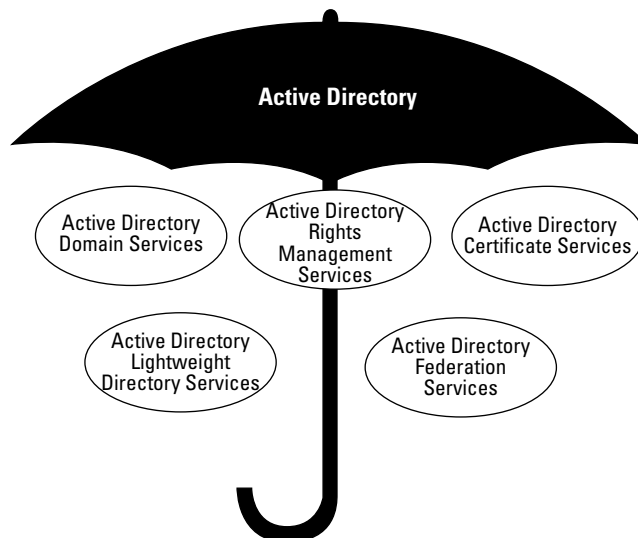 Active Directory
Active Directory
Domain Services
Active Directory
Rights
Management
Services
Active Directory
Certificate Services
Active Directory
Lightweight
Directory Services
Active Directory
Federation
Services